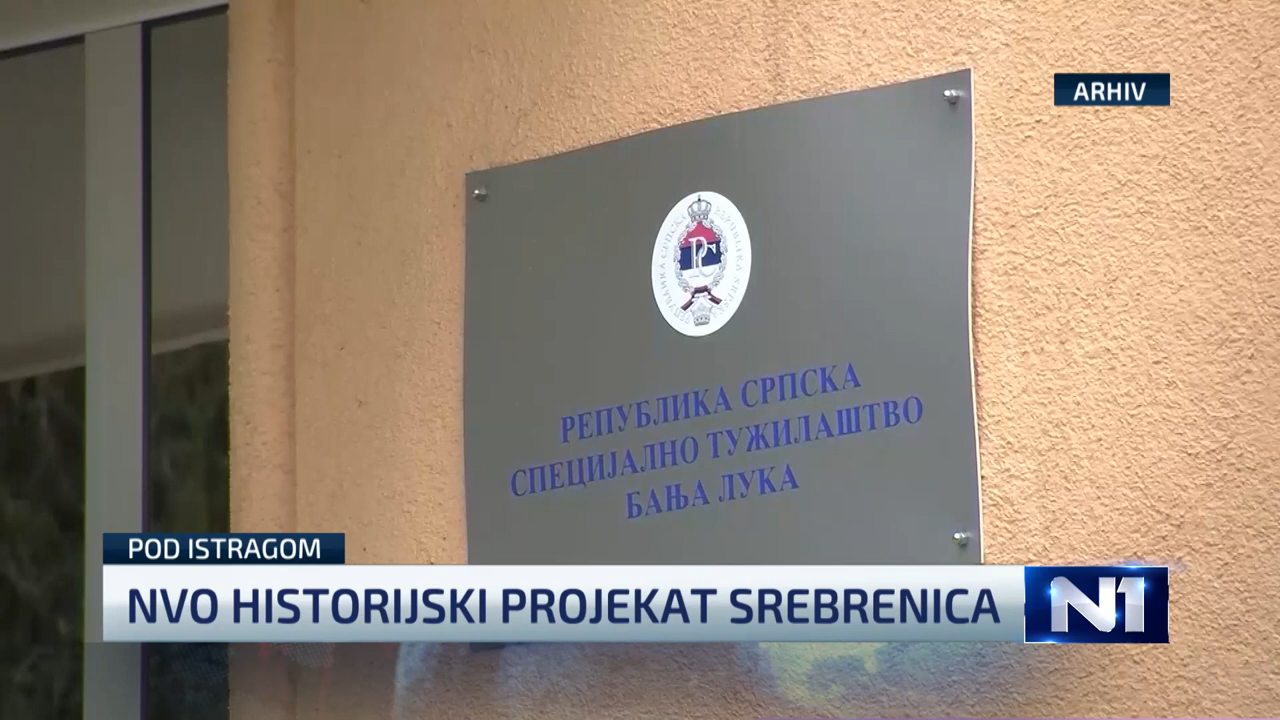 ARHIV
РЕПУБЛИКА СРПСКА
СПЕЦИЈАЛНО ТУЖИЛАШТВО
БАЊА ЛУКА
POD ISTRAGOM
NVO HISTORIJSKI PROJEKAT SREBRENICA
N1